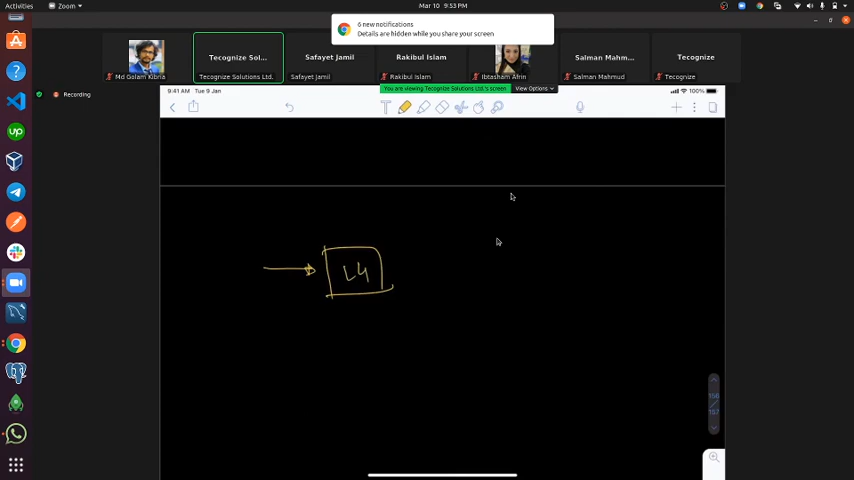 Activities
Zoom
Mar 10 9:53 PM
6 new notifications
Details are hidden while you share your screen
Tecognize Sol...
Safayet Jamil
Rakibul Islam
Salman Mahm...
Tecognize
Md Golam Kibria
Tecognize Solutions Ltd.
Safayet Jamil
Rakibul Islam
Ibtasham Afrin
Salman Mahmud
Tecognize
You are viewing Tecognize Solutions Ltd.'s screen
View Options
Recording
9:41 AM Tue 9 Jan
100%
T
L4
156
157
up